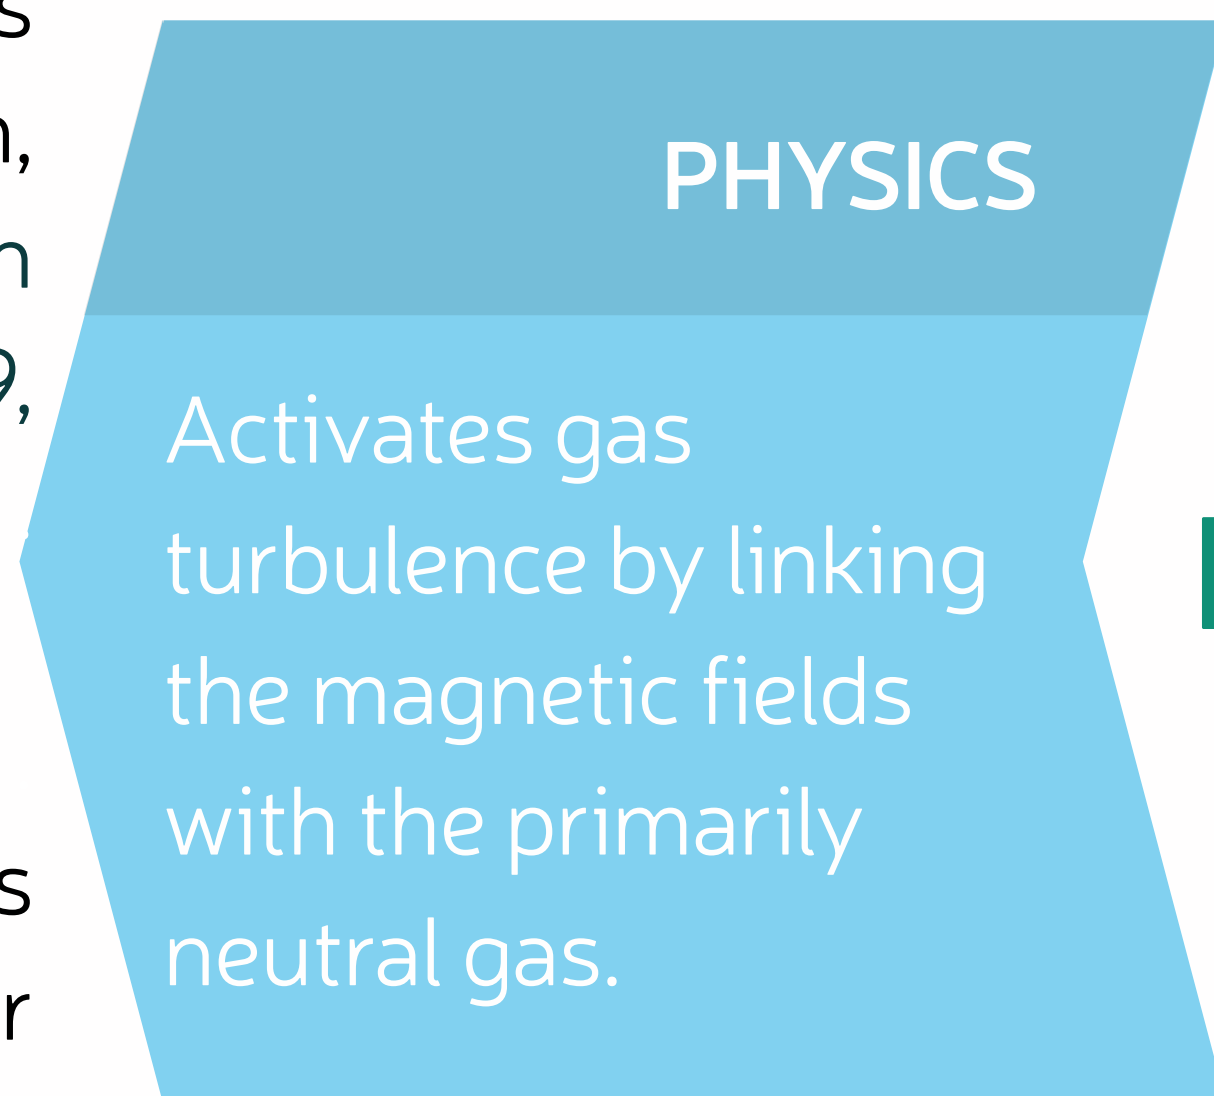 PHYSICS
Activates gas
turbulence by linking
the magnetic fields
with the primarily
neutral gas.